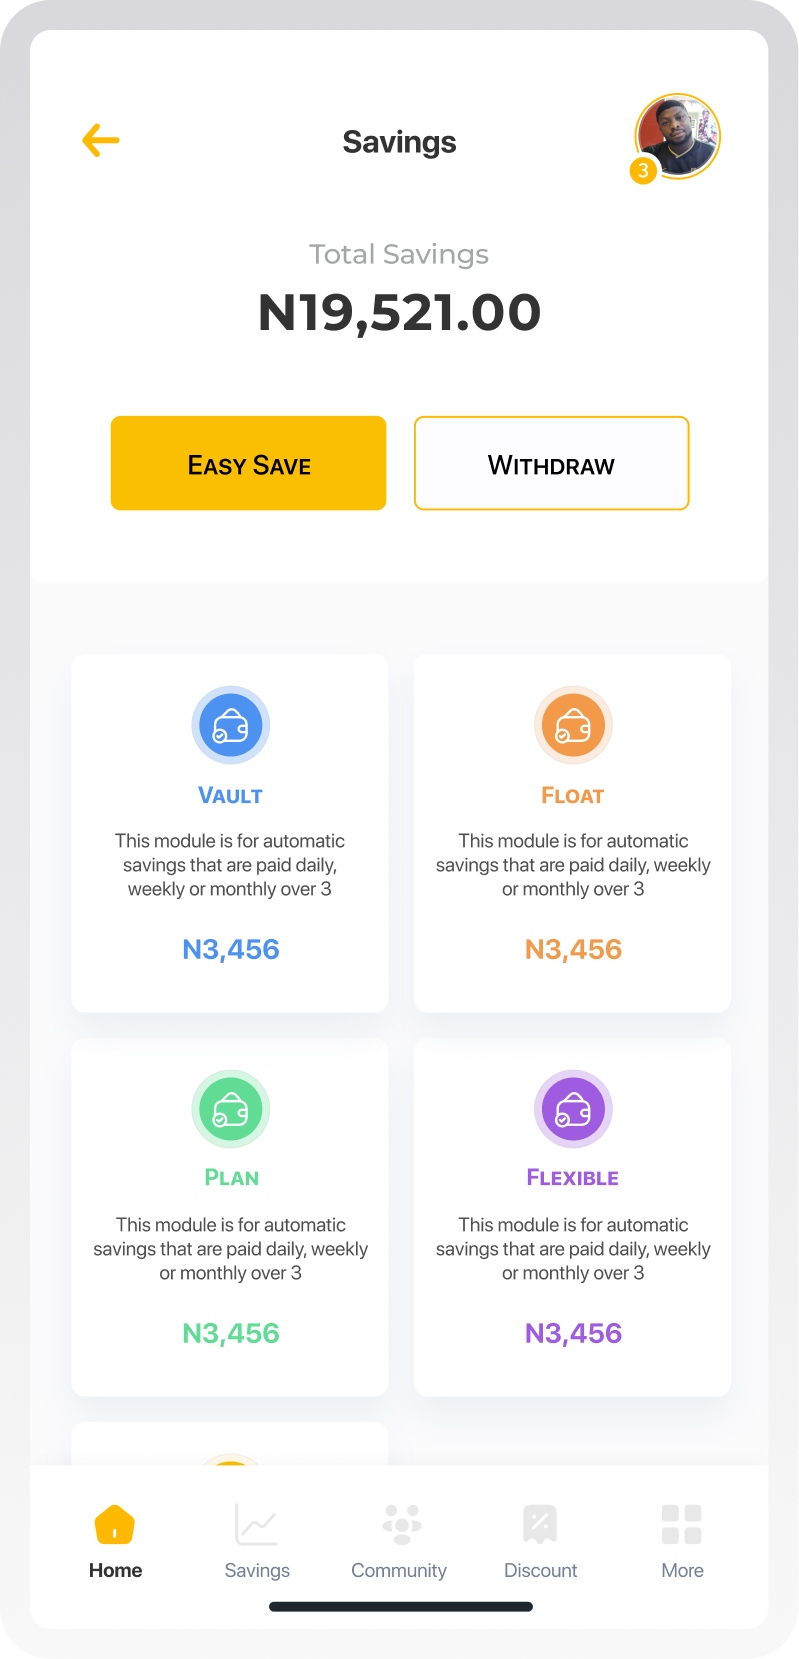 Savings
3
Total Savings
N19,521.00
Easy Save
Withdraw
Vault
This module is for automatic
savings that are paid daily,
weekly or monthly over 3
N3,456
Float
This module is for automatic
savings that are paid daily, weekly
or monthly over 3
N3,456
Plan
This module is for automatic
savings that are paid daily, weekly
or monthly over 3
N3,456
Flexible
This module is for automatic
savings that are paid daily, weekly
or monthly over 3
N3,456
Home
Savings
Community
Discount
More